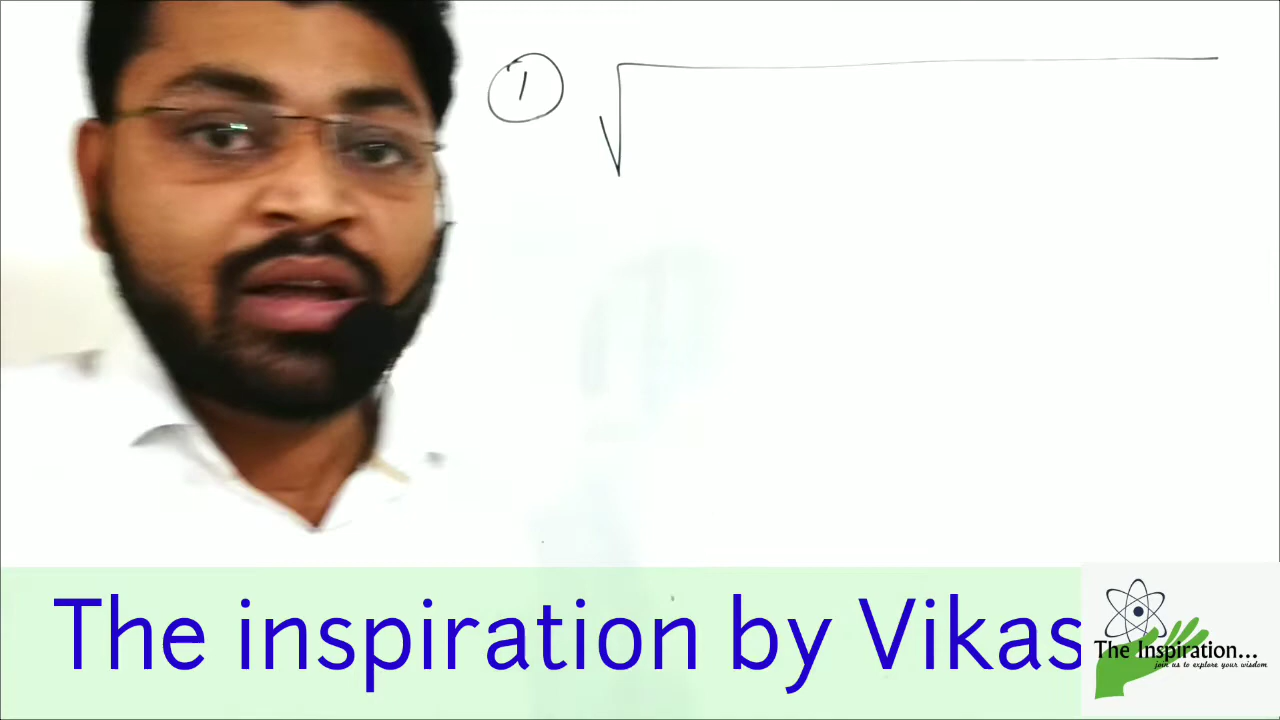 1 √
The inspiration by Vikas
The Inspiration...
join us to explore your wisdom